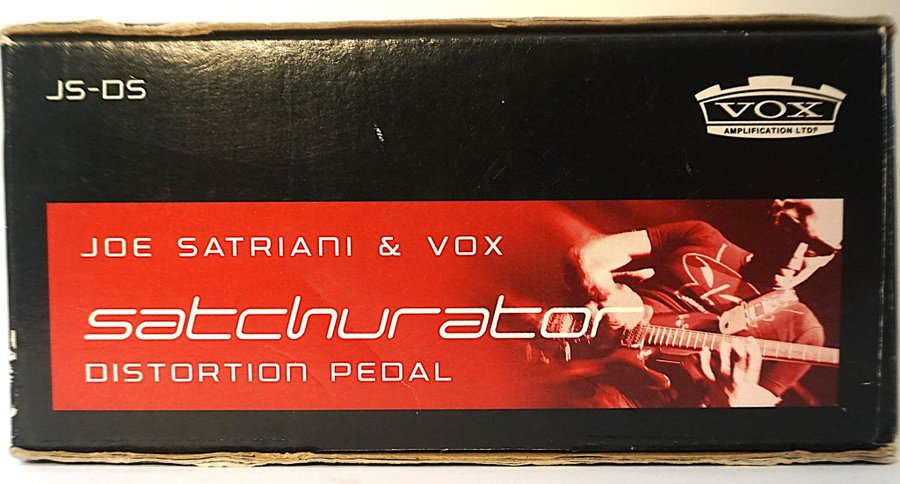 JS-DS
VOX
AMPLIFICATION LTD®
JOE SATRIANI & VOX
satchurator
DISTORTION PEDAL